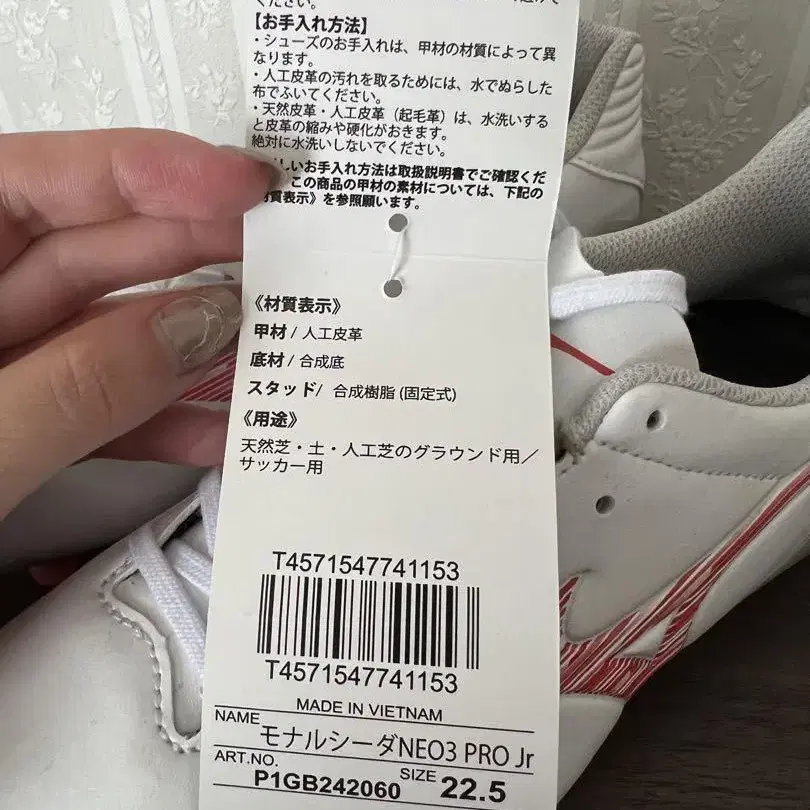 ください。
【お手入れ方法】
・シューズのお手入れは、甲材の材質によって異
なります。
・人工皮革の汚れを取るためには、水でぬらした
布でふいてください。
・天然皮革・人工皮革（起毛革）は、水洗いする
と皮革の縮みや硬化がおきます。
絶対に水洗いしないでください。
しいお手入れ方法は取扱説明書でご確認くだ
この商品の甲材の素材については、下記の
材質表示》を参照願います。
《材質表示》
甲材 / 人工皮革
底材 / 合成底
スタッド/ 合成樹脂 (固定式)
《用途》
天然芝・土・人工芝のグラウンド用／
サッカー用
T4571547741153
T4571547741153
MADE IN VIETNAM
NAME モナルシーダNEO3 PRO Jr
ART.NO. P1GB242060 SIZE 22.5